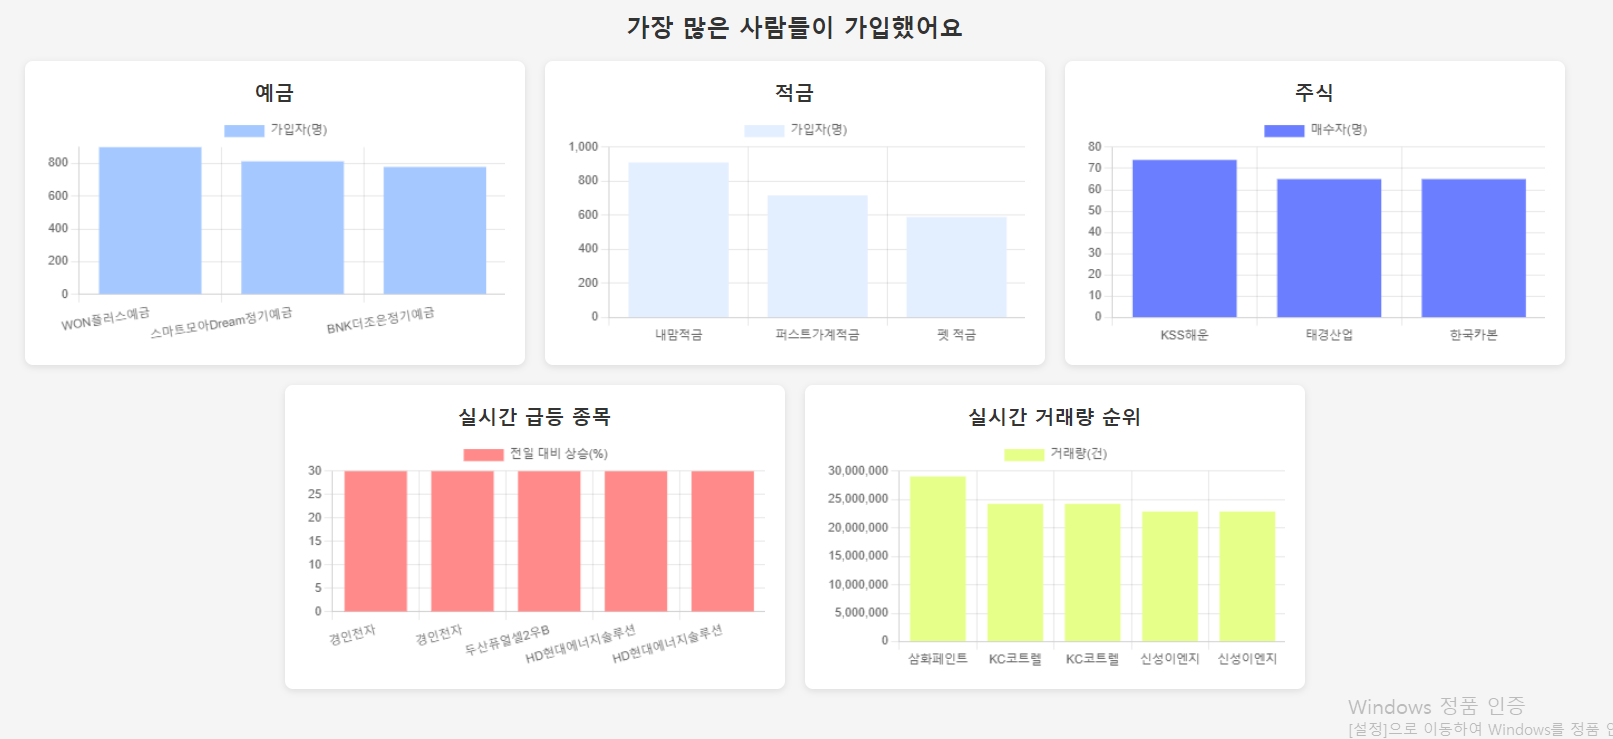 가장 많은 사람들이 가입했어요
예금
가입자(명)
800
600
400
200
0
WON플러스예금
스마트모아Dream정기예금
BNK더조은정기예금
적금
가입자(명)
1,000
800
600
400
200
0
내맘적금
퍼스트가계적금
펫 적금
주식
매수자(명)
80
70
60
50
40
30
20
10
0
KSS해운
태경산업
한국카본
실시간 급등 종목
전일 대비 상승(%)
30
25
20
15
10
5
0
경인전자
경인전자
두산퓨얼셀2우B
HD현대에너지솔루션
HD현대에너지솔루션
실시간 거래량 순위
거래량(건)
30,000,000
25,000,000
20,000,000
15,000,000
10,000,000
5,000,000
0
삼화페인트
KC코트렐
KC코트렐
신성이엔지
신성이엔지
Windows 정품 인증
[설정]으로 이동하여 Windows를 정품